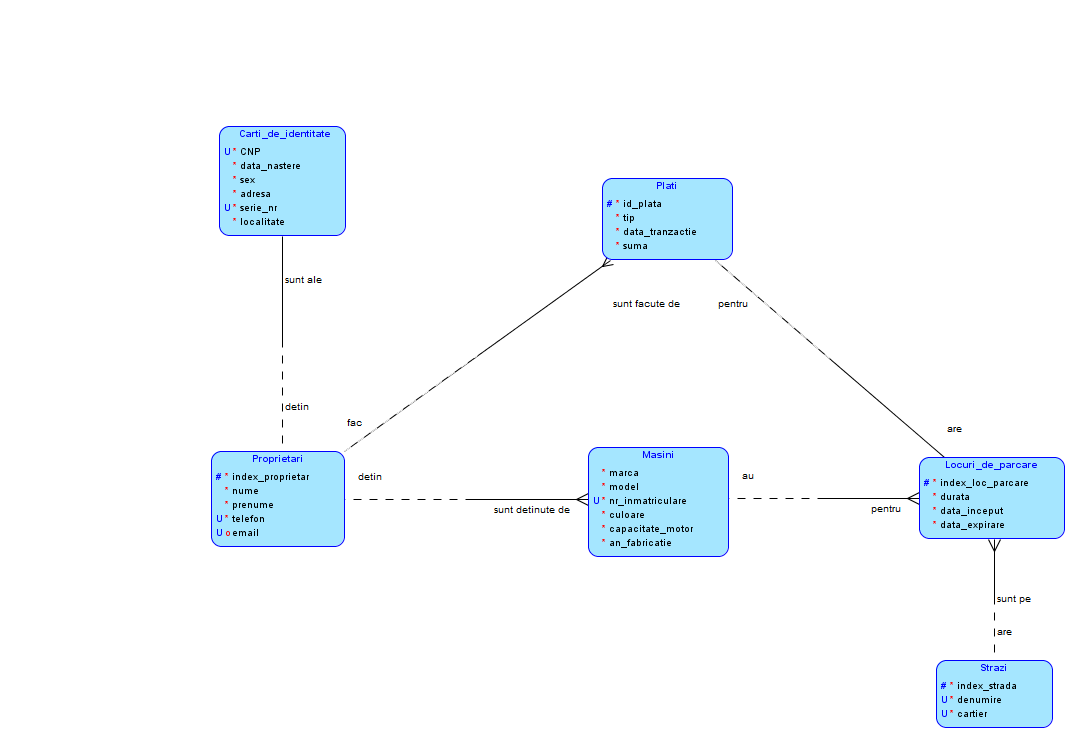 Carti_de_identitate
U * CNP
* data_nastere
* sex
* adresa
U * serie_nr
* localitate
sunt ale
detin
Plati
# * id_plata
* tip
* data_tranzactie
* suma
sunt facute de
pentru
fac
are
Proprietari
# * index_proprietar
* nume
* prenume
U * telefon
U o email
detin
sunt detinute de
Masini
* marca
* model
U * nr_inmatriculare
* culoare
* capacitate_motor
* an_fabricatie
au
pentru
Locuri_de_parcare
# * index_loc_parcare
* durata
* data_inceput
* data_expirare
sunt pe
are
Strazi
# * index_strada
U * denumire
U * cartier